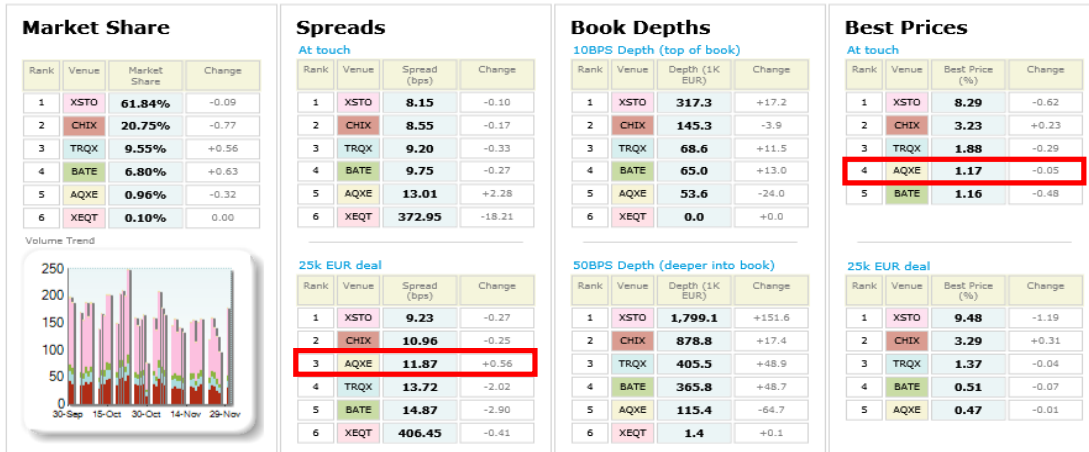 Market Share
Rank Venue Market Share Change
1 XSTO 61.84% -0.09
2 CHIX 20.75% -0.77
3 TRQX 9.55% +0.56
4 BATE 6.80% +0.63
5 AQXE 0.96% -0.32
6 XEQT 0.10% 0.00
Volume Trend
250
200
150
100
50
0
30-Sep 15-Oct 30-Oct 14-Nov 29-Nov
Spreads
At touch
Rank Venue Spread (bps) Change
1 XSTO 8.15 -0.10
2 CHIX 8.55 -0.17
3 TRQX 9.20 -0.33
4 BATE 9.75 -0.27
5 AQXE 13.01 +2.28
6 XEQT 372.95 -18.21
25k EUR deal
Rank Venue Spread (bps) Change
1 XSTO 9.23 -0.27
2 CHIX 10.96 -0.25
3 AQXE 11.87 +0.56
4 TRQX 13.72 -2.02
5 BATE 14.87 -2.90
6 XEQT 406.45 -0.41
Book Depths
10BPS Depth (top of book)
Rank Venue Depth (1K EUR) Change
1 XSTO 317.3 +17.2
2 CHIX 145.3 -3.9
3 TRQX 68.6 +11.5
4 BATE 65.0 +13.0
5 AQXE 53.6 -24.0
6 XEQT 0.0 +0.0
50BPS Depth (deeper into book)
Rank Venue Depth (1K EUR) Change
1 XSTO 1,799.1 +151.6
2 CHIX 878.8 +17.4
3 TRQX 405.5 +48.9
4 BATE 365.8 +48.7
5 AQXE 115.4 -64.7
6 XEQT 1.4 +0.1
Best Prices
At touch
Rank Venue Best Price (%) Change
1 XSTO 8.29 -0.62
2 CHIX 3.23 +0.23
3 TRQX 1.88 -0.29
4 AQXE 1.17 -0.05
5 BATE 1.16 -0.48
25k EUR deal
Rank Venue Best Price (%) Change
1 XSTO 9.48 -1.19
2 CHIX 3.29 +0.31
3 TRQX 1.37 -0.04
4 BATE 0.51 -0.07
5 AQXE 0.47 -0.01